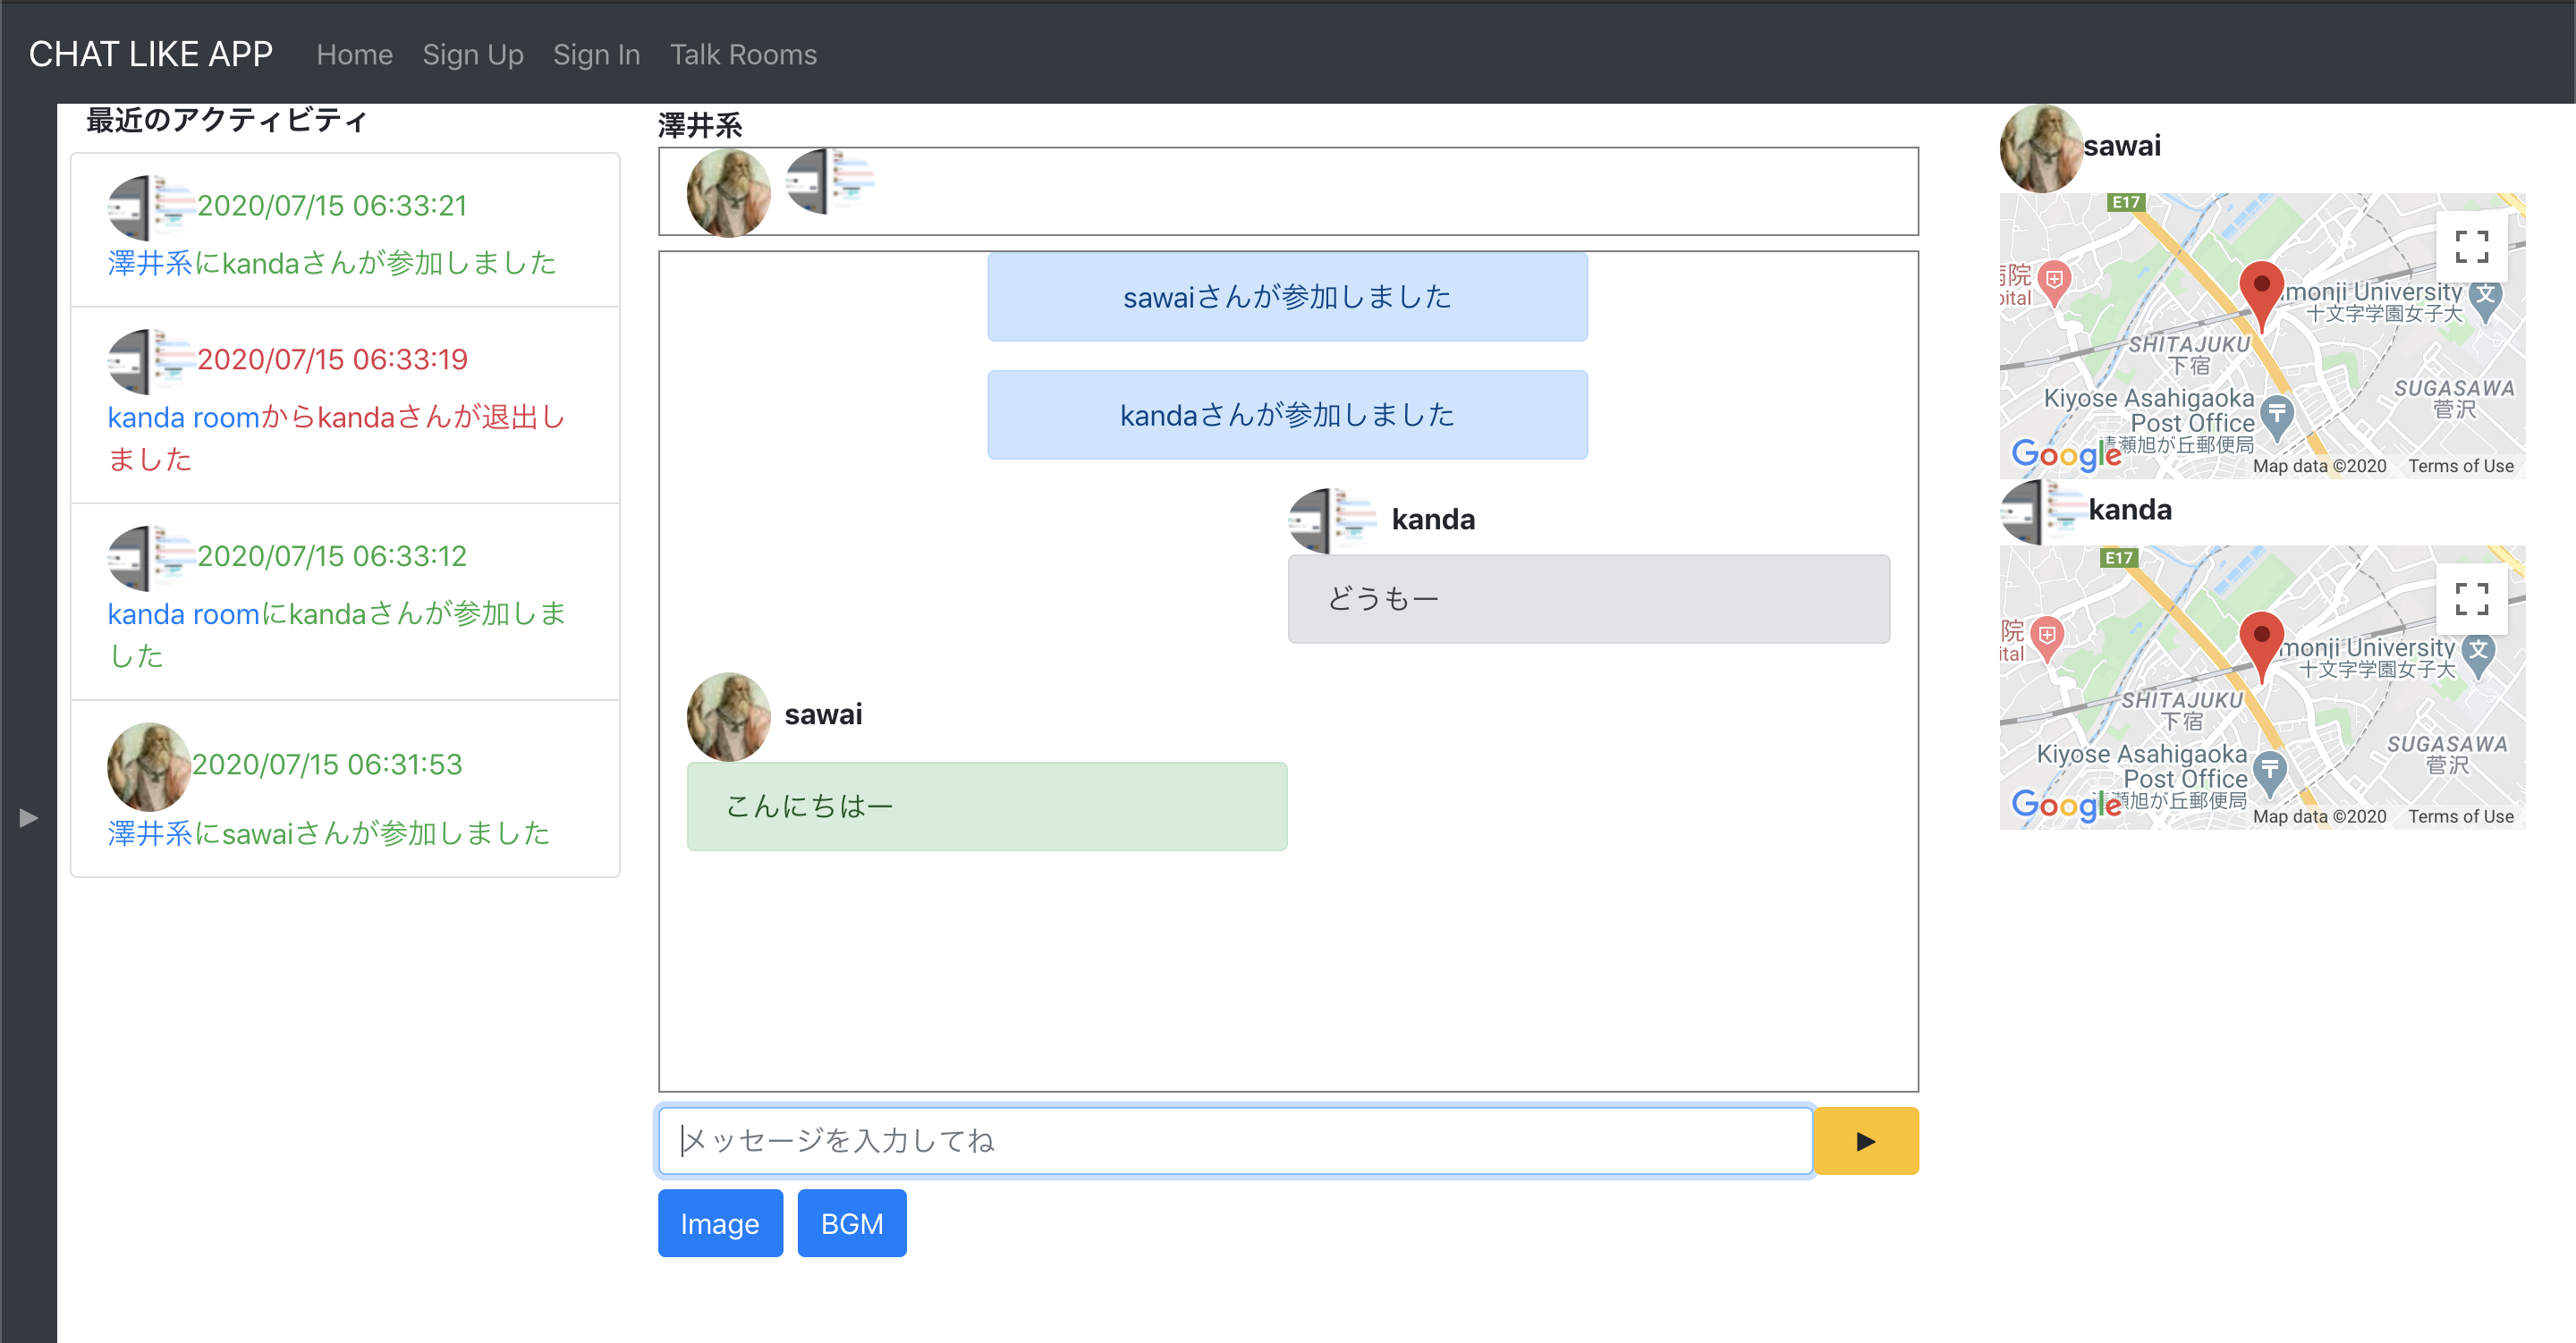 CHAT LIKE APP
Home
Sign Up
Sign In
Talk Rooms
最近のアクティビティ
2020/07/15 06:33:21
澤井系にkandaさんが参加しました
2020/07/15 06:33:19
kanda roomからkandaさんが退出し
ました
2020/07/15 06:33:12
kanda roomにkandaさんが参加しま
した
2020/07/15 06:31:53
澤井系にsawaiさんが参加しました
澤井系
sawaiさんが参加しました
kandaさんが参加しました
kanda
どうもー
sawai
こんにちはー
メッセージを入力してね
Image
BGM
sawai
E17
院
pital
monji University
十文字学園女子大
SHITAJUKU
下宿
SUGASAWA
菅沢
Kiyose Asahigaoka
Post Office
瀬旭が丘郵便局
Google
Map data ©2020
Terms of Use
kanda
E17
院
ital
monji University
十文字学園女子大
SHITAJUKU
下宿
SUGASAWA
菅沢
Kiyose Asahigaoka
Post Office
瀬旭が丘郵便局
Google
Map data ©2020
Terms of Use